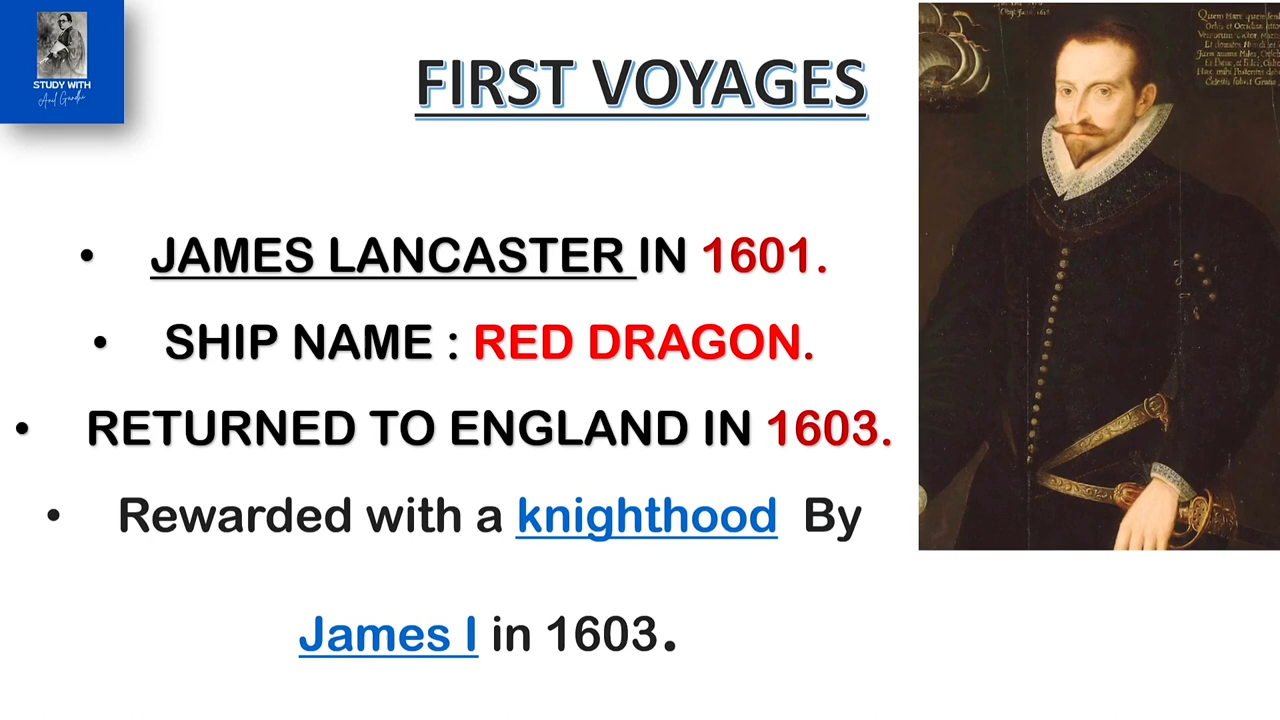 STUDY WITH
FIRST VOYAGES
• JAMES LANCASTER IN 1601.
• SHIP NAME : RED DRAGON.
• RETURNED TO ENGLAND IN 1603.
• Rewarded with a knighthood By
James I in 1603.